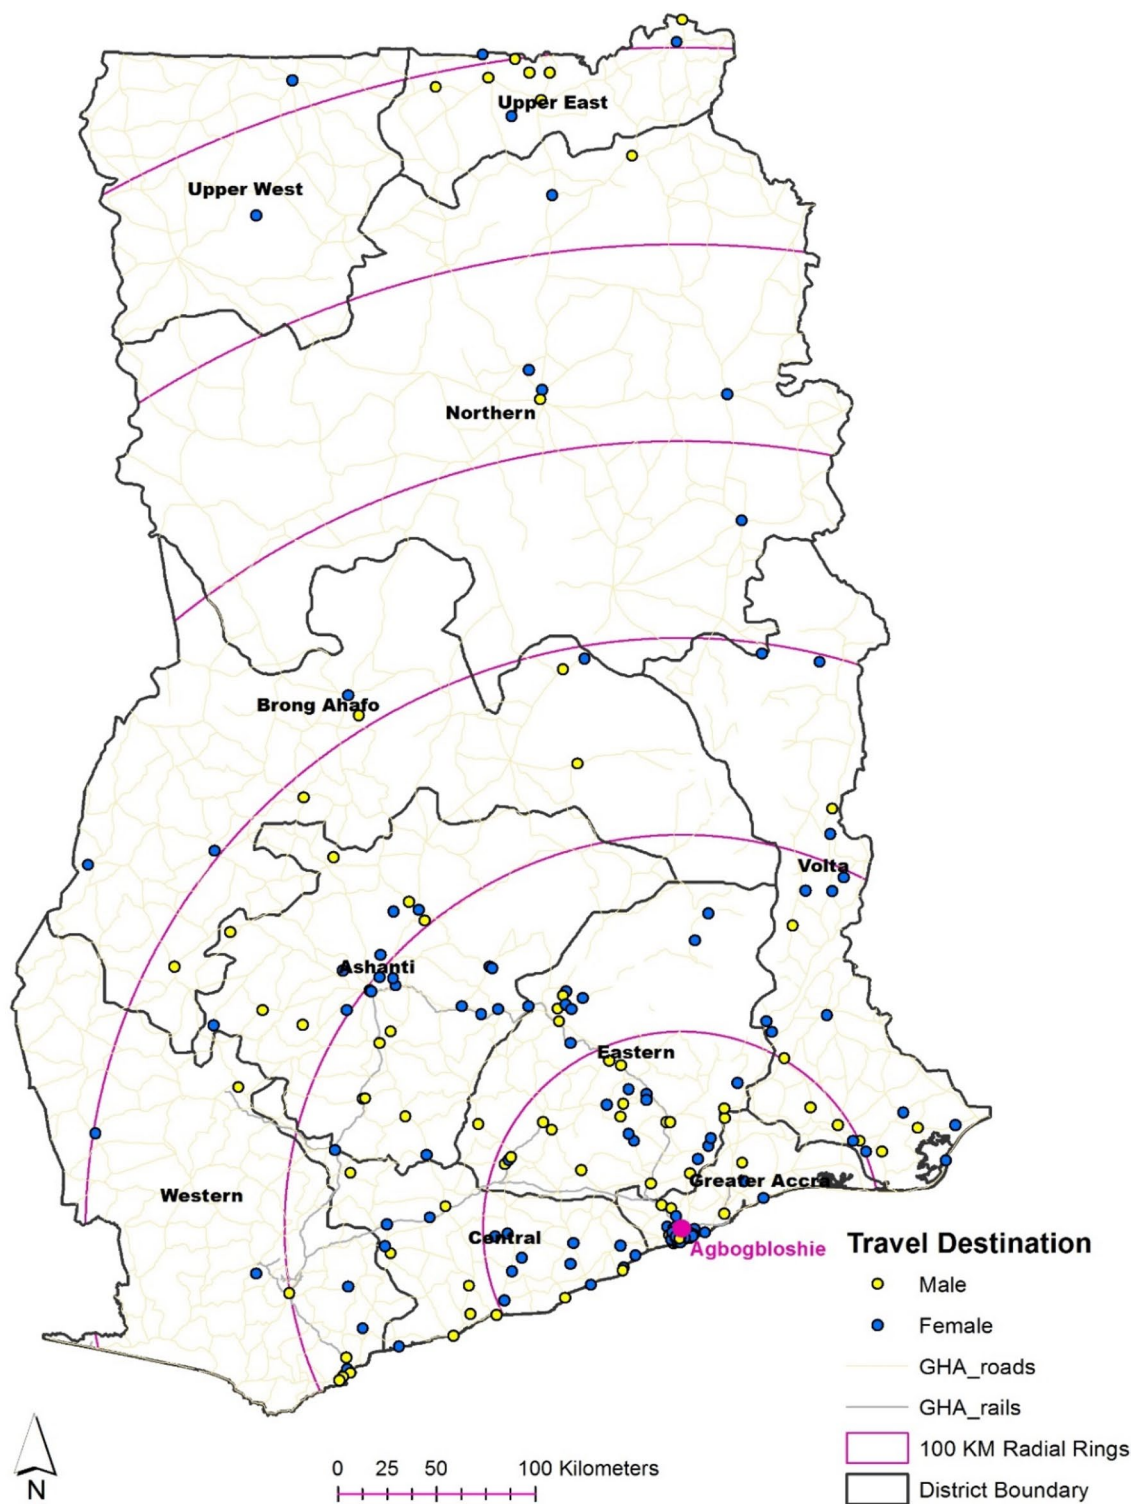 Upper East
Upper West
Northern
Brong Ahafo
Volta
Ashanti
Eastern
Greater Accra
Western
Central
Agbogbloshie
Travel Destination
Male
Female
GHA_roads
GHA_rails
100 KM Radial Rings
District Boundary
0 25 50 100 Kilometers
N